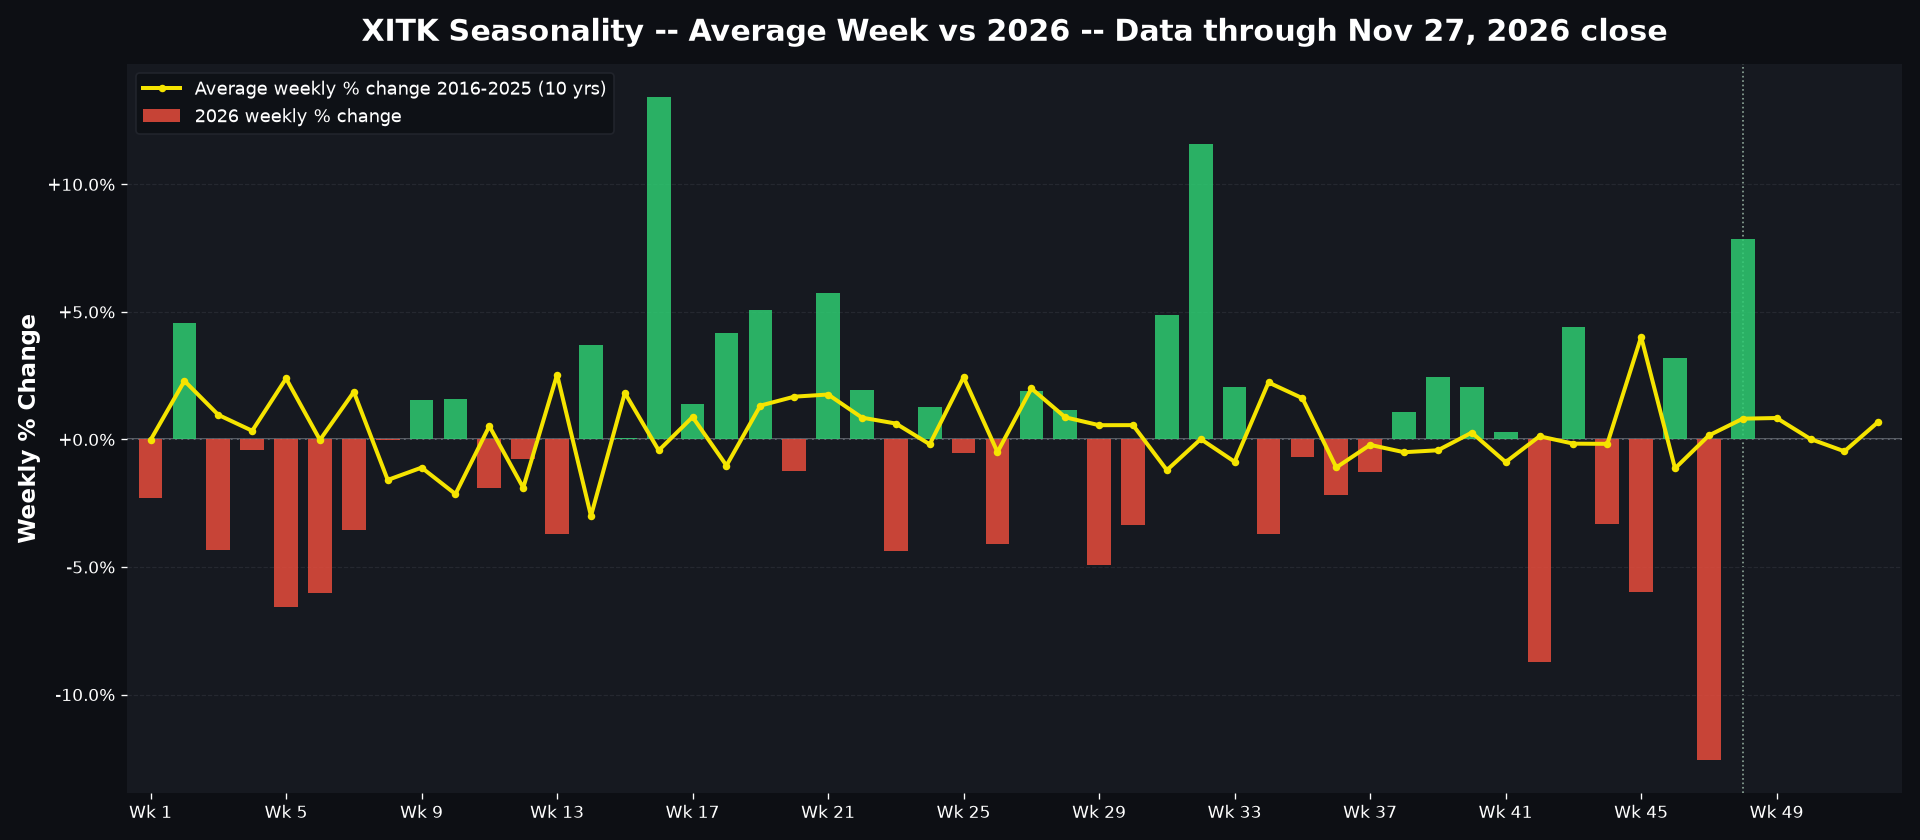 XITK Seasonality -- Average Week vs 2026 -- Data through Nov 27, 2026 close
Average weekly % change 2016-2025 (10 yrs)
2026 weekly % change
Weekly % Change
+10.0%
+5.0%
+0.0%
-5.0%
-10.0%
Wk 1 Wk 5 Wk 9 Wk 13 Wk 17 Wk 21 Wk 25 Wk 29 Wk 33 Wk 37 Wk 41 Wk 45 Wk 49